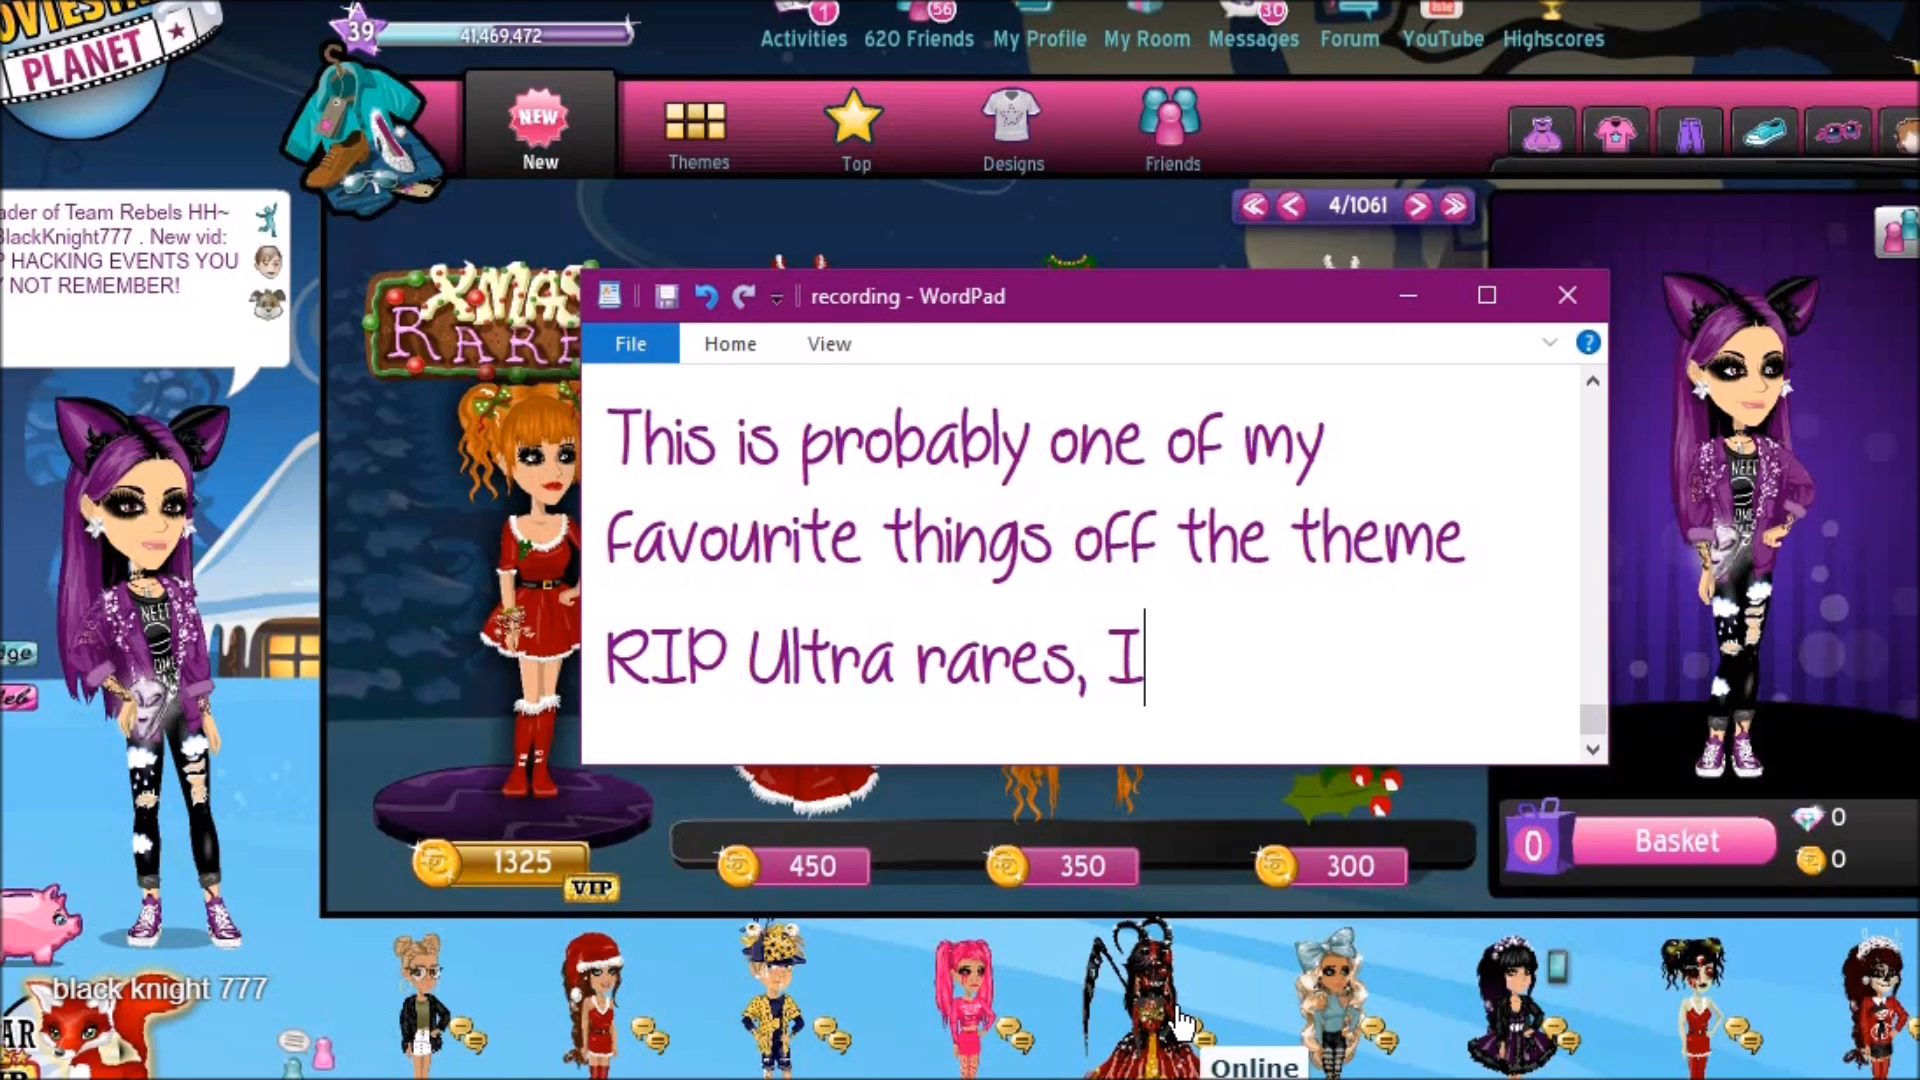 PLANET
39
41,469,472
1
56
30
Activities
620 Friends
My Profile
My Room
Messages
Forum
YouTube
Highscores
NEW
New
Themes
Top
Designs
Friends
4/1061
ader of Team Rebels HH~
BlackKnight777 . New vid:
HACKING EVENTS YOU
NOT REMEMBER!
XMAS
recording - WordPad
File
Home
View
This is probably one of my
favourite things off the theme
RIP Ultra rares, I
1325
VIP
450
350
300
0
Basket
0
0
black knight 777
Online